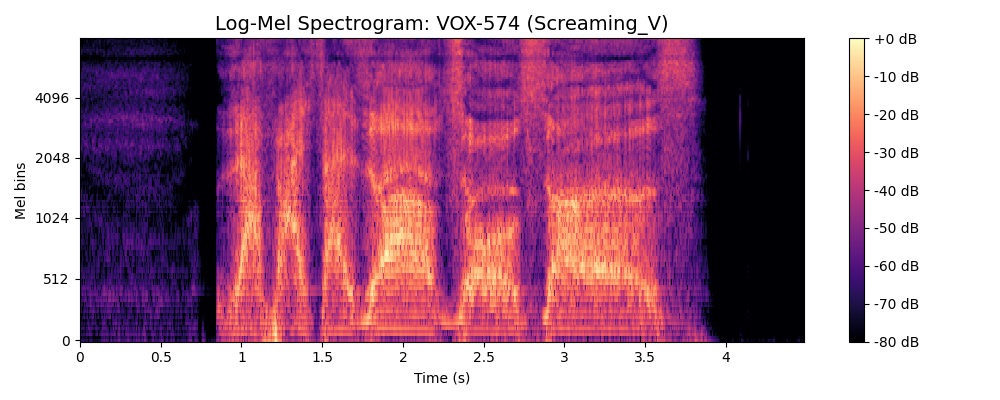 Log-Mel Spectrogram: VOX-574 (Screaming_V)
Mel bins
4096
2048
1024
512
0
0 0.5 1 1.5 2 2.5 3 3.5 4
Time (s)
+0 dB
-10 dB
-20 dB
-30 dB
-40 dB
-50 dB
-60 dB
-70 dB
-80 dB